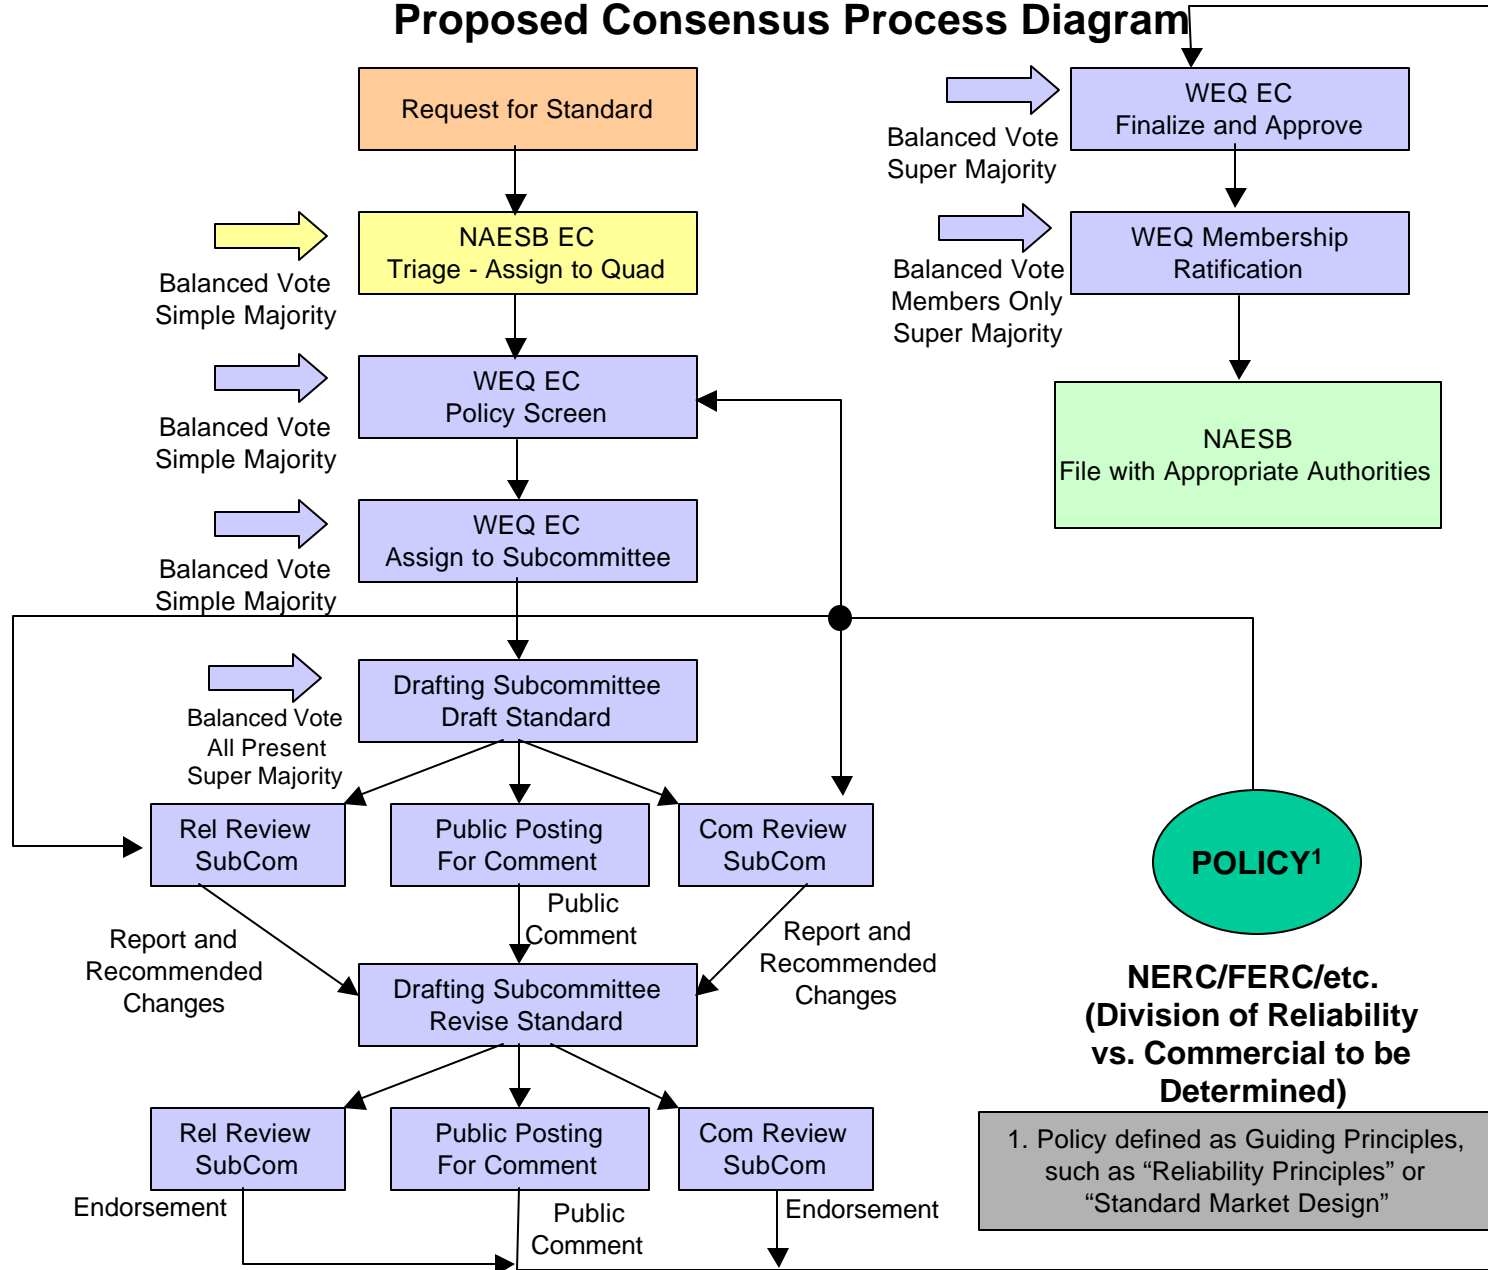 Proposed Consensus Process Diagram
Request for Standard
NAESB EC
Triage - Assign to Quad
Balanced Vote
Simple Majority
WEQ EC
Policy Screen
Balanced Vote
Simple Majority
WEQ EC
Assign to Subcommittee
Balanced Vote
Simple Majority
Drafting Subcommittee
Draft Standard
Balanced Vote
All Present
Super Majority
Rel Review
SubCom
Public Posting
For Comment
Com Review
SubCom
Report and
Recommended
Changes
Public
Comment
Report and
Recommended
Changes
Drafting Subcommittee
Revise Standard
Rel Review
SubCom
Public Posting
For Comment
Com Review
SubCom
Endorsement
Public
Comment
Endorsement
WEQ EC
Finalize and Approve
Balanced Vote
Super Majority
WEQ Membership
Ratification
Balanced Vote
Members Only
Super Majority
NAESB
File with Appropriate Authorities
POLICY¹
NERC/FERC/etc.
(Division of Reliability
vs. Commercial to be
Determined)
1. Policy defined as Guiding Principles,
such as “Reliability Principles” or
“Standard Market Design”